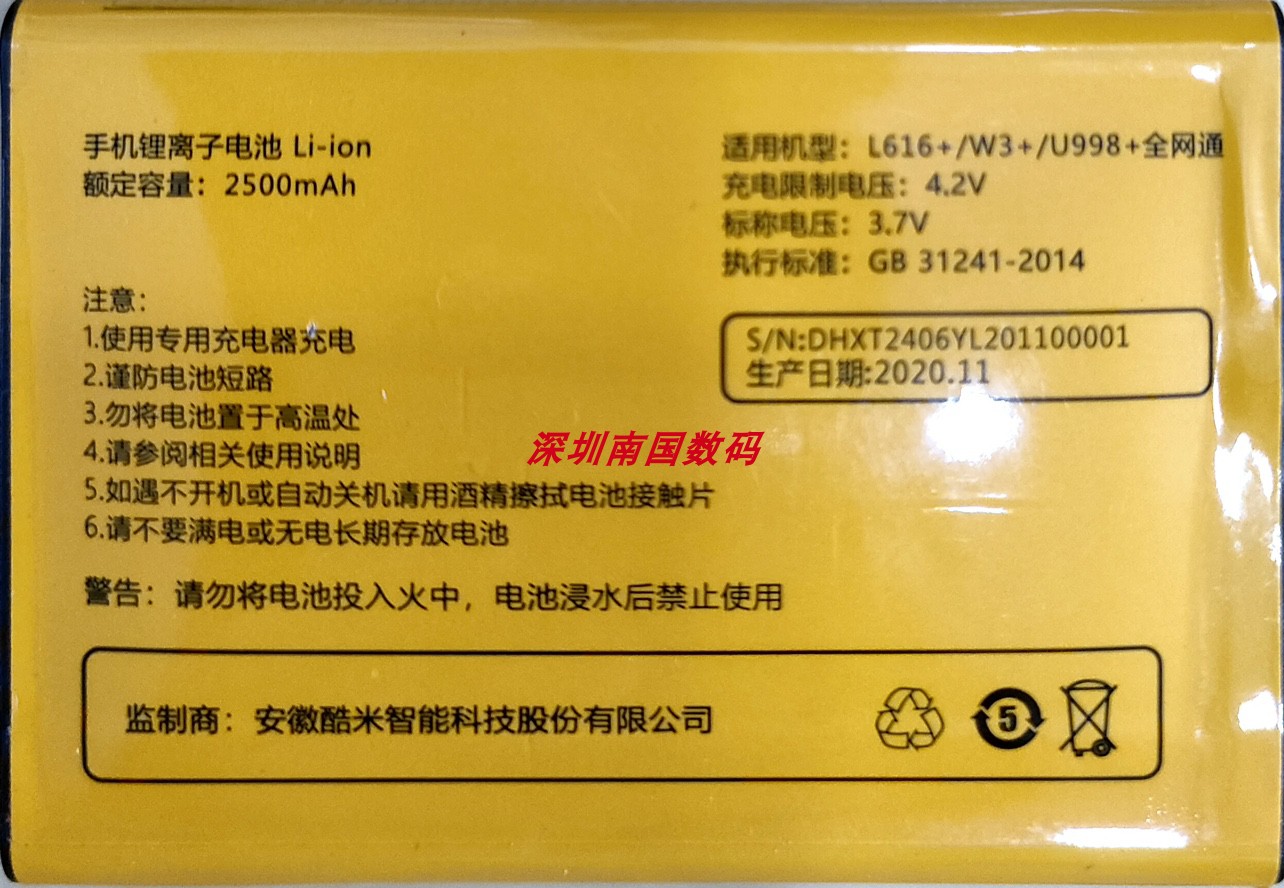 手机锂离子电池 Li-ion
额定容量：2500mAh
适用机型：L616+/W3+/U998+全网通
充电限制电压：4.2V
标称电压：3.7V
执行标准：GB 31241-2014
S/N:DHXT2406YL201100001
生产日期:2020.11
注意：
1.使用专用充电器充电
2.谨防电池短路
3.勿将电池置于高温处
4.请参阅相关使用说明
5.如遇不开机或自动关机请用酒精擦拭电池接触片
6.请不要满电或无电长期存放电池
深圳南国数码
警告：请勿将电池投入火中，电池浸水后禁止使用
监制商：安徽酷米智能科技股份有限公司
5